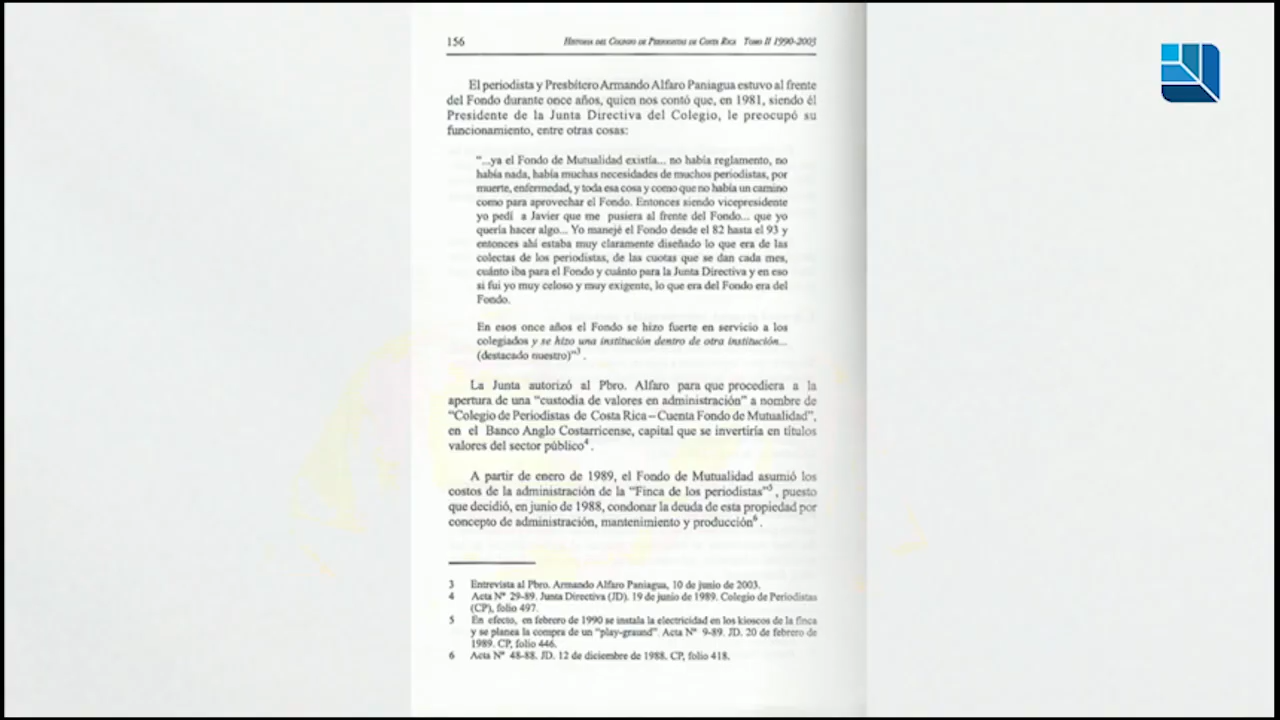 156
HISTORIA DEL COLEGIO DE PERIODISTAS DE COSTA RICA TOMO II 1990-2003
El periodista y Presbítero Armando Alfaro Paniagua estuvo al frente
del Fondo durante once años, quien nos contó que, en 1981, siendo él
Presidente de la Junta Directiva del Colegio, le preocupó su
funcionamiento, entre otras cosas:
"...ya el Fondo de Mutualidad existía... no había reglamento, no
había nada, había muchas necesidades de muchos periodistas, por
muerte, enfermedad, y toda esa cosa y como que no había un camino
como para aprovechar el Fondo. Entonces siendo vicepresidente
yo pedí a Javier que me pusiera al frente del Fondo... que yo
quería hacer algo... Yo manejé el Fondo desde el 82 hasta el 93 y
entonces ahí estaba muy claramente diseñado lo que era de las
colectas de los periodistas, de las cuotas que se dan cada mes,
cuánto iba para el Fondo y cuánto para la Junta Directiva y en eso
si fui yo muy celoso y muy exigente, lo que era del Fondo era del
Fondo.
En esos once años el Fondo se hizo fuerte en servicio a los
colegiados y se hizo una institución dentro de otra institución...
(destacado nuestro)"3 .
La Junta autorizó al Pbro. Alfaro para que procediera a la
apertura de una "custodia de valores en administración" a nombre de
"Colegio de Periodistas de Costa Rica – Cuenta Fondo de Mutualidad",
en el Banco Anglo Costarricense, capital que se invertiría en títulos
valores del sector público4 .
A partir de enero de 1989, el Fondo de Mutualidad asumió los
costos de la administración de la "Finca de los periodistas"5 , puesto
que decidió, en junio de 1988, condonar la deuda de esta propiedad por
concepto de administración, mantenimiento y producción6 .
3 Entrevista al Pbro. Armando Alfaro Paniagua, 10 de junio de 2003.
4 Acta Nº 29-89. Junta Directiva (JD). 19 de junio de 1989. Colegio de Periodistas
(CP), folio 497.
5 En efecto, en febrero de 1990 se instala la electricidad en los kioscos de la finca
y se planea la compra de un "play-graund". Acta Nº 9-89. JD. 20 de febrero de
1989. CP, folio 446.
6 Acta Nº 48-88. JD. 12 de diciembre de 1988. CP, folio 418.